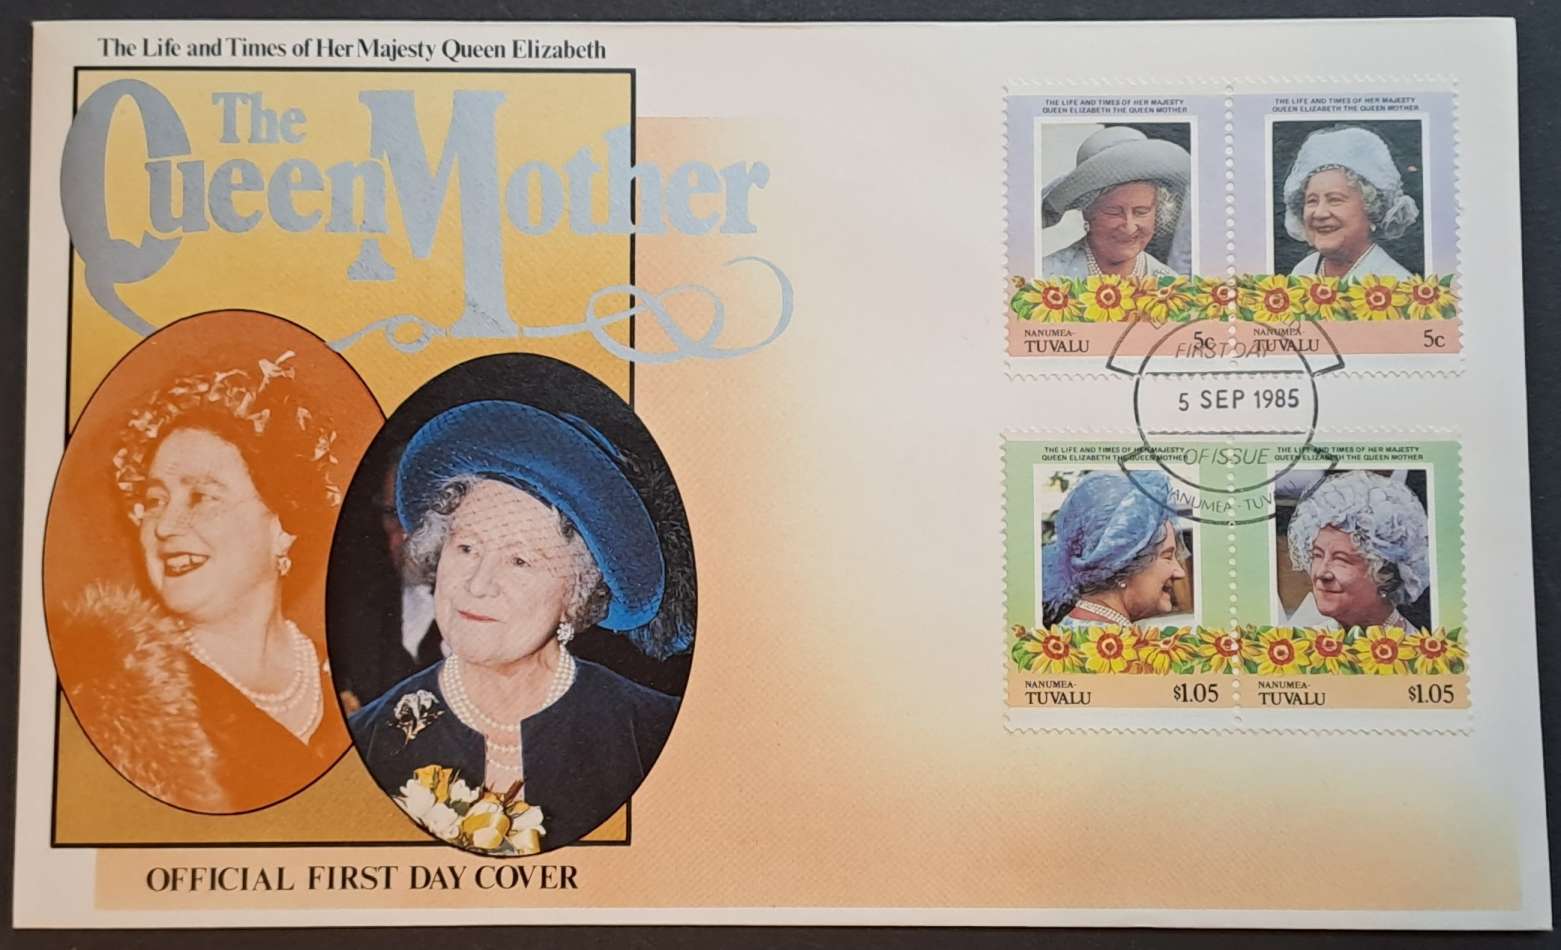 The Life and Times of Her Majesty Queen Elizabeth
The
Queen Mother
OFFICIAL FIRST DAY COVER
THE LIFE AND TIMES OF HER MAJESTY
QUEEN ELIZABETH THE QUEEN MOTHER
NANUMEA-
TUVALU 5c
THE LIFE AND TIMES OF HER MAJESTY
QUEEN ELIZABETH THE QUEEN MOTHER
NANUMEA-
TUVALU 5c
FIRST DAY
5 SEP 1985
OF ISSUE
NANUMEA - TUV
THE LIFE AND TIMES OF HER MAJESTY
QUEEN ELIZABETH THE QUEEN MOTHER
NANUMEA-
TUVALU $1.05
THE LIFE AND TIMES OF HER MAJESTY
QUEEN ELIZABETH THE QUEEN MOTHER
NANUMEA-
TUVALU $1.05